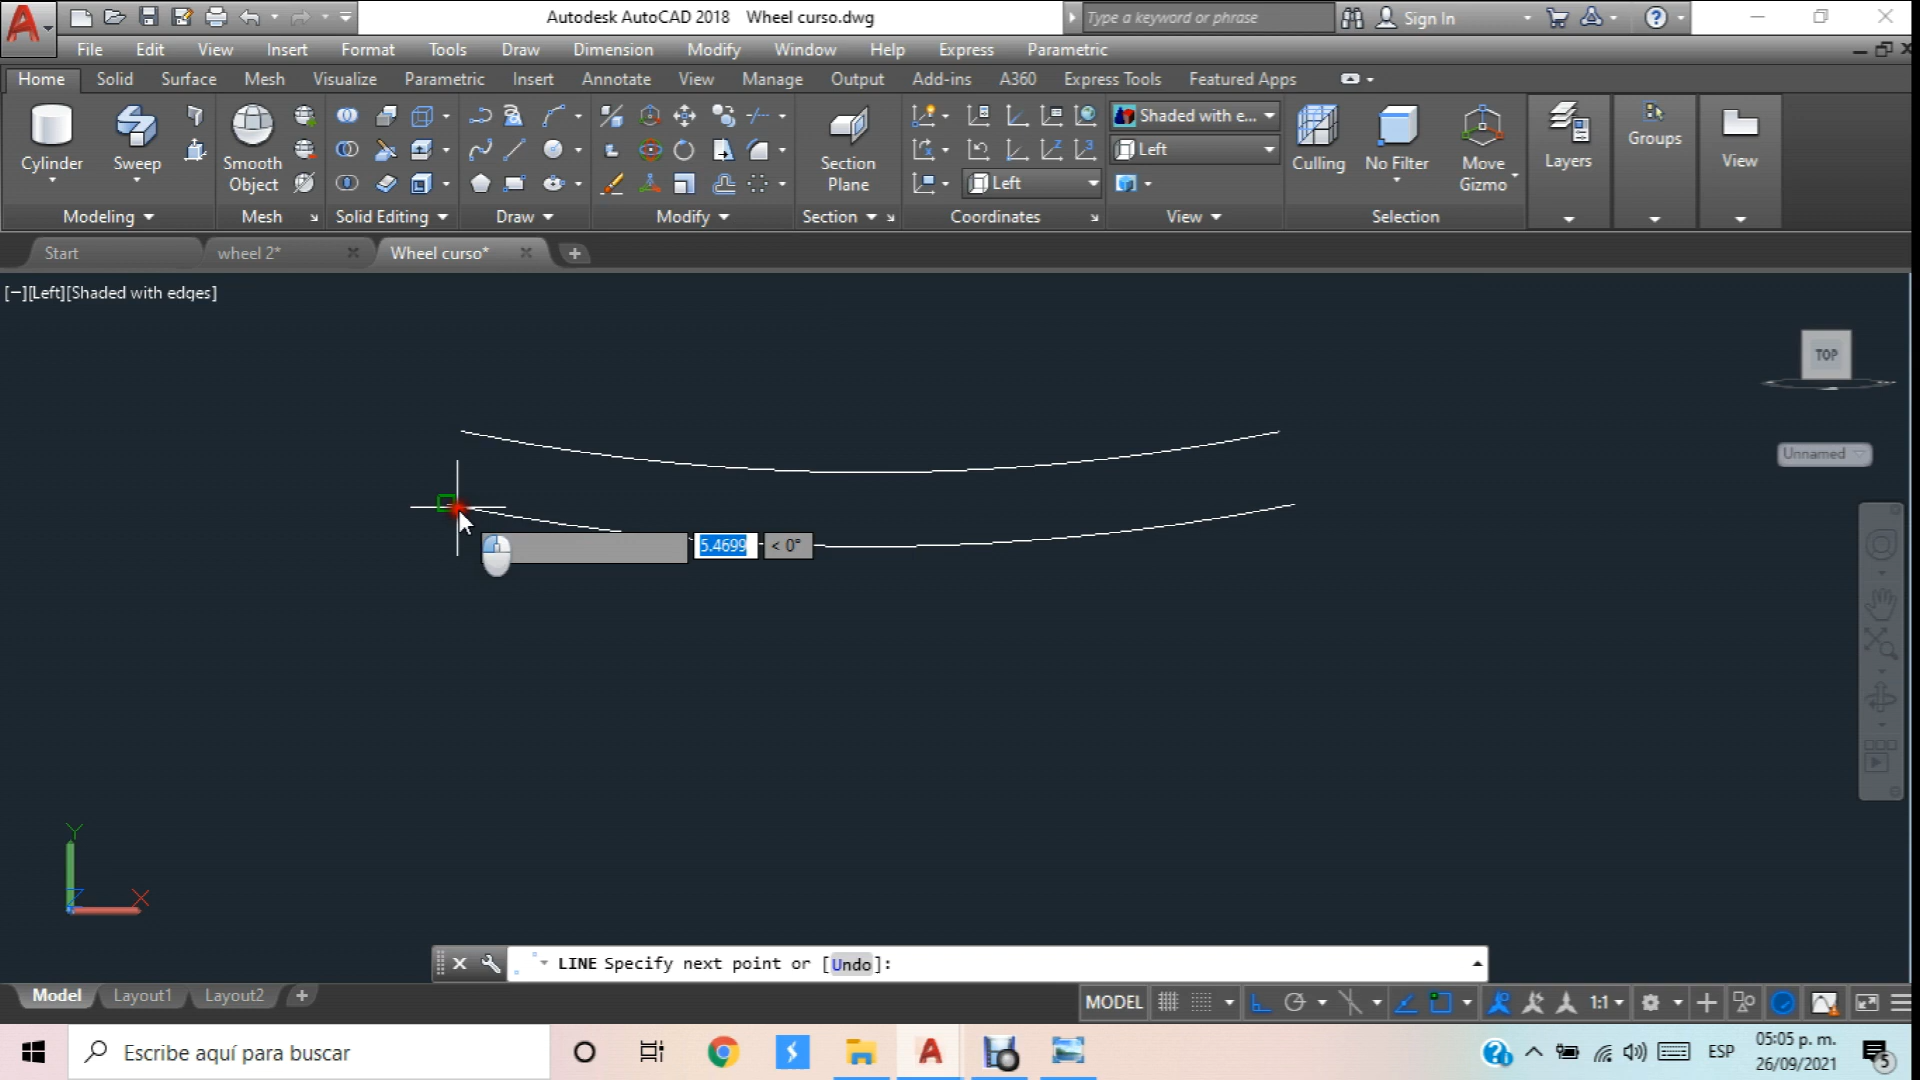 Autodesk AutoCAD 2018 Wheel curso.dwg
Type a keyword or phrase
Sign In
File Edit View Insert Format Tools Draw Dimension Modify Window Help Express Parametric
Home Solid Surface Mesh Visualize Parametric Insert Annotate View Manage Output Add-ins A360 Express Tools Featured Apps
Shaded with e...
Left
Left
Cylinder Sweep
Smooth
Object
Section
Plane
Culling No Filter
Move
Gizmo
Layers
Groups
View
Modeling Mesh Solid Editing Draw Modify Section Coordinates View Selection
Start wheel 2* Wheel curso*
[−][Left][Shaded with edges]
TOP
Unnamed
5.4699 < 0°
Y
Z
X
LINE Specify next point or [Undo]:
Model Layout1 Layout2
MODEL 1:1
Escribe aquí para buscar
ESP
05:05 p. m.
26/09/2021
5